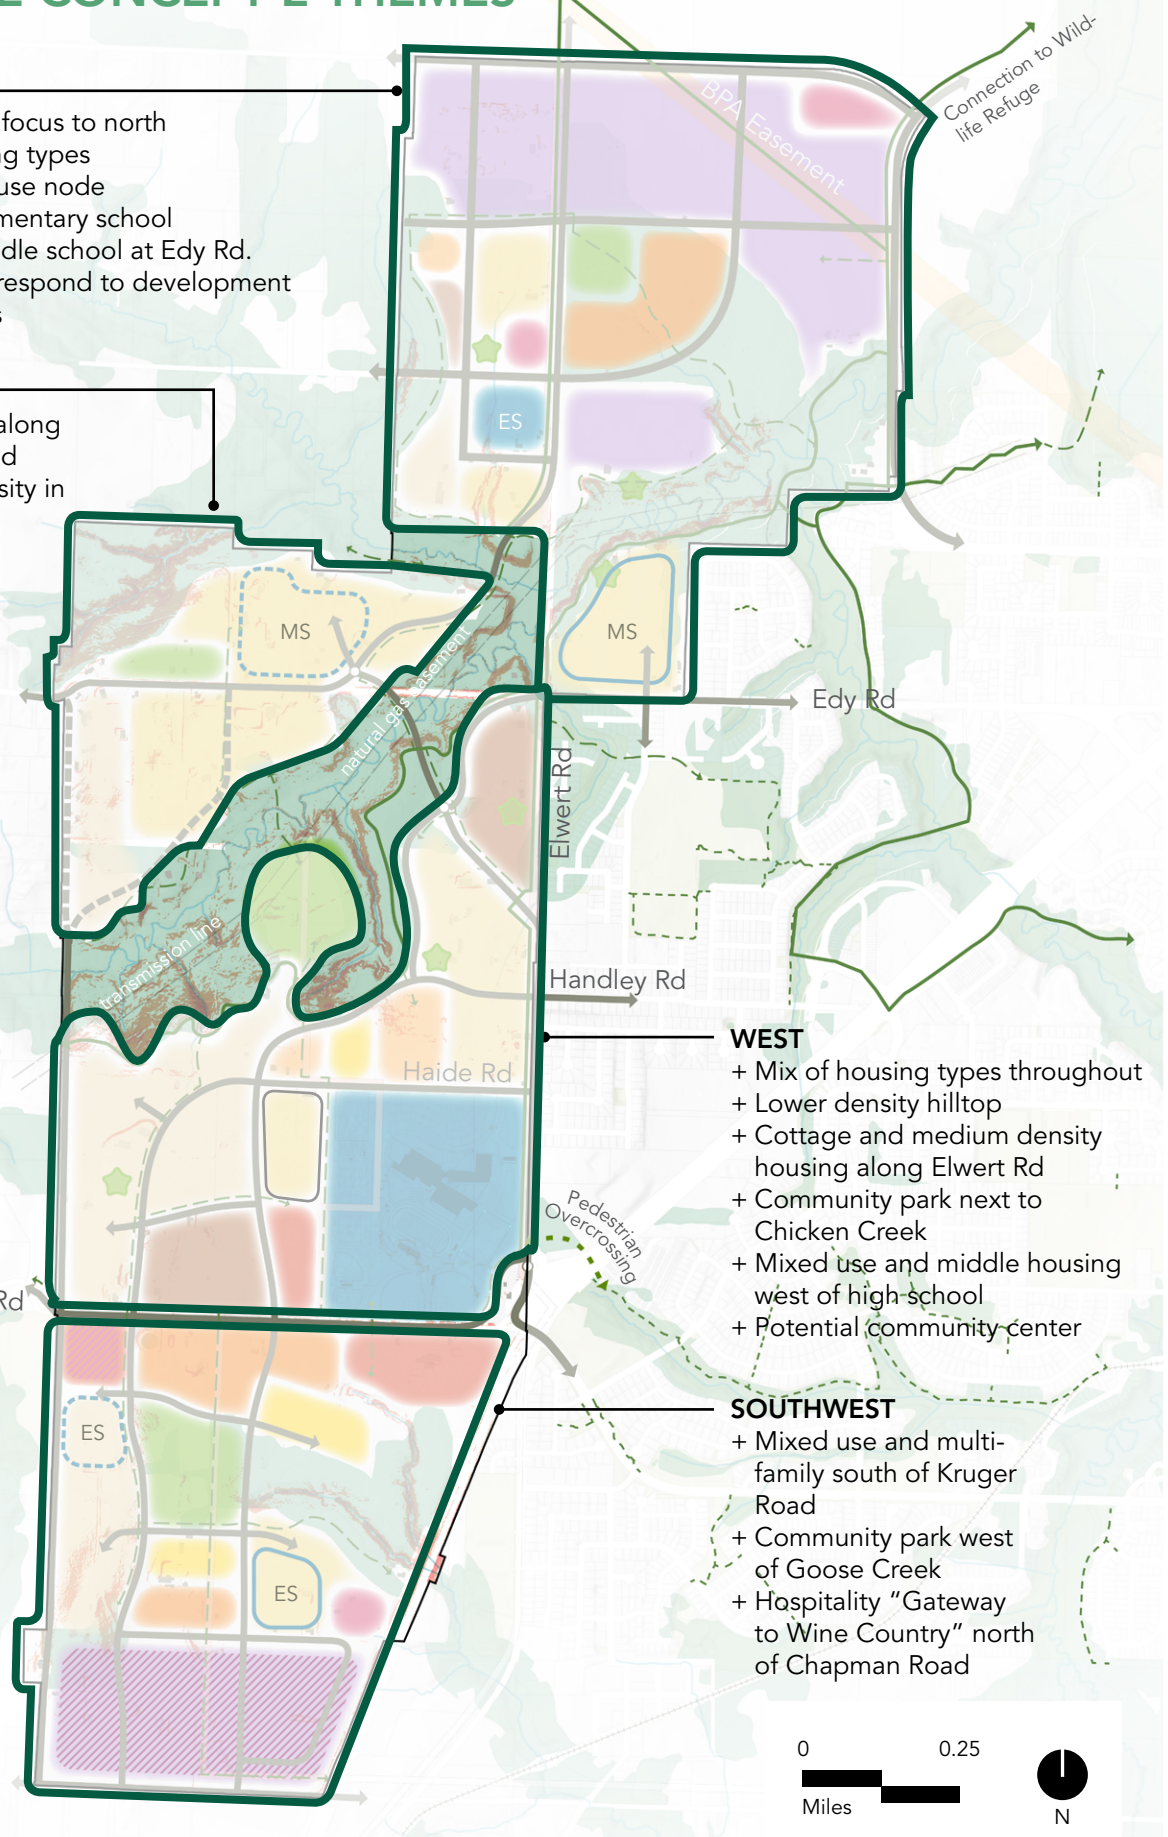 CONCEPT E THEMES
focus to north
types
use node
school
school at Edy Rd.
respond to development
along
in
BPA Easement
Connection to Wild-
life Refuge
ES
MS
MS
natural gas easement
Edy Rd
Elwert Rd
transmission line
Handley Rd
Haide Rd
WEST
+ Mix of housing types throughout
+ Lower density hilltop
+ Cottage and medium density
housing along Elwert Rd
+ Community park next to
Chicken Creek
+ Mixed use and middle housing
west of high school
+ Potential community center
Pedestrian
Overcrossing
Rd
ES
SOUTHWEST
+ Mixed use and multi-
family south of Kruger
Road
+ Community park west
of Goose Creek
+ Hospitality “Gateway
to Wine Country” north
of Chapman Road
ES
0 0.25
Miles
N